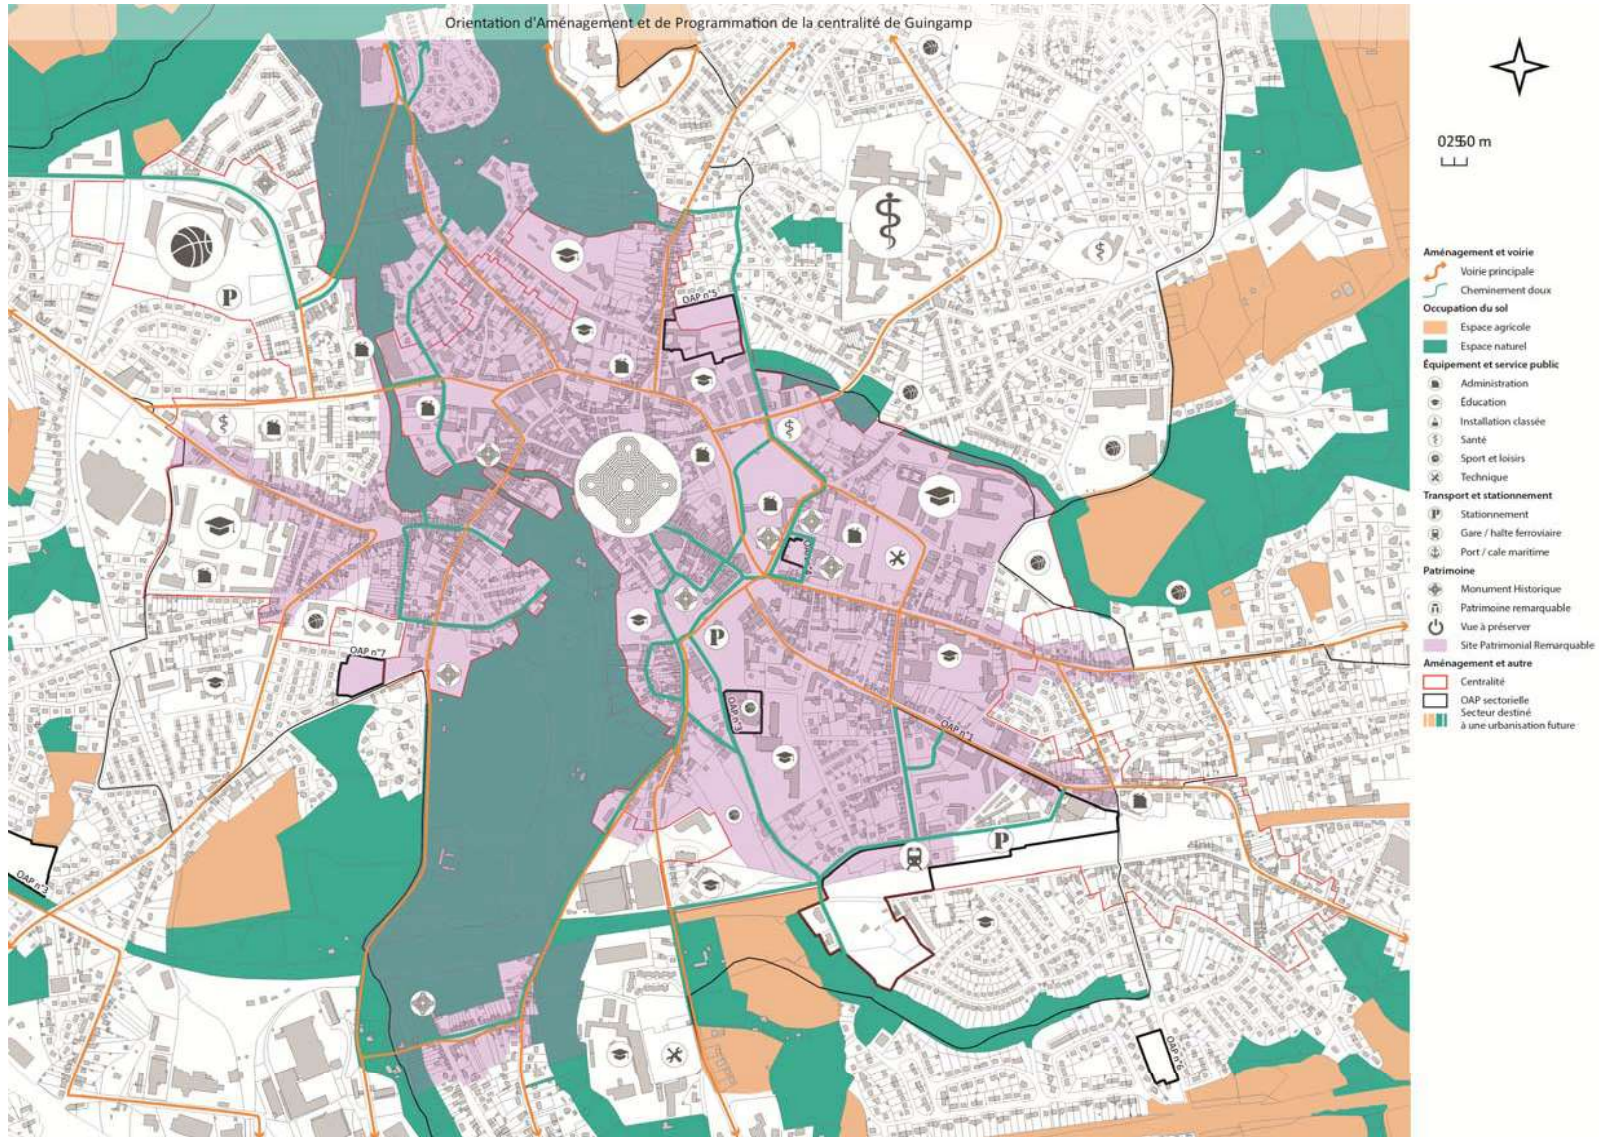 Orientation d'Aménagement et de Programmation de la centralité de Guingamp
02550 m
Aménagement et voirie
Voirie principale
Cheminement doux
Occupation du sol
Espace agricole
Espace naturel
Équipement et service public
Administration
Éducation
Installation classée
Santé
Sport et loisirs
Technique
Transport et stationnement
P Stationnement
Gare / halte ferroviaire
Port / cale maritime
Patrimoine
Monument Historique
Patrimoine remarquable
Vue à préserver
Site Patrimonial Remarquable
Aménagement et autre
Centralité
OAP sectorielle
Secteur destiné
à une urbanisation future
P
OAP n°5
P
OAP n°7
OAP n°3
OAP n°1
P
OAP n°3
OAP n°6